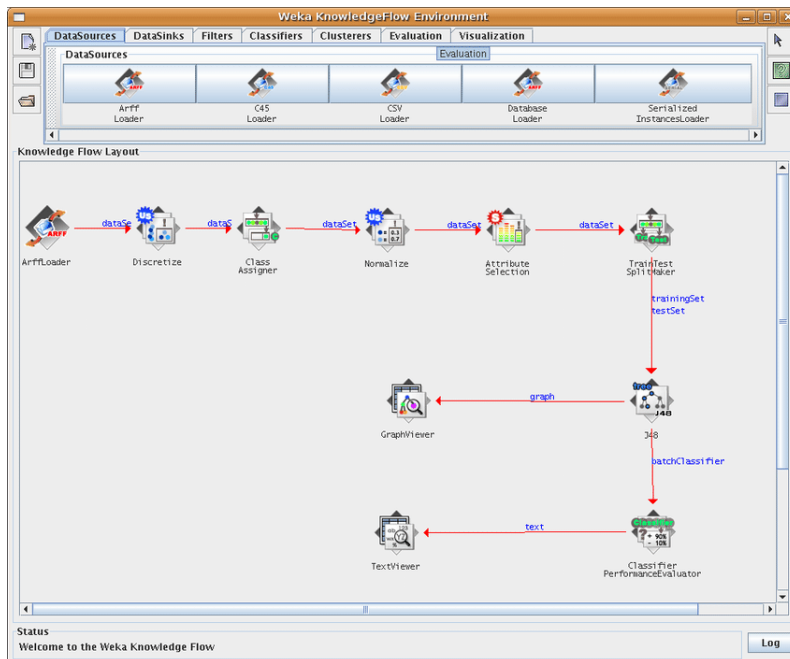 Weka KnowledgeFlow Environment
DataSources DataSinks Filters Classifiers Clusterers Evaluation Visualization
DataSources
Evaluation
Arff Loader
C45 Loader
CSV Loader
Database Loader
Serialized InstancesLoader
Knowledge Flow Layout
dataSe
dataS
dataSet
dataSet
dataSet
ArffLoader
Discretize
Class Assigner
Normalize
Attribute Selection
TrainTest SplitMaker
trainingSet
testSet
graph
GraphViewer
J48
batchClassifier
text
TextViewer
Classifier PerformanceEvaluator
Status
Welcome to the Weka Knowledge Flow
Log